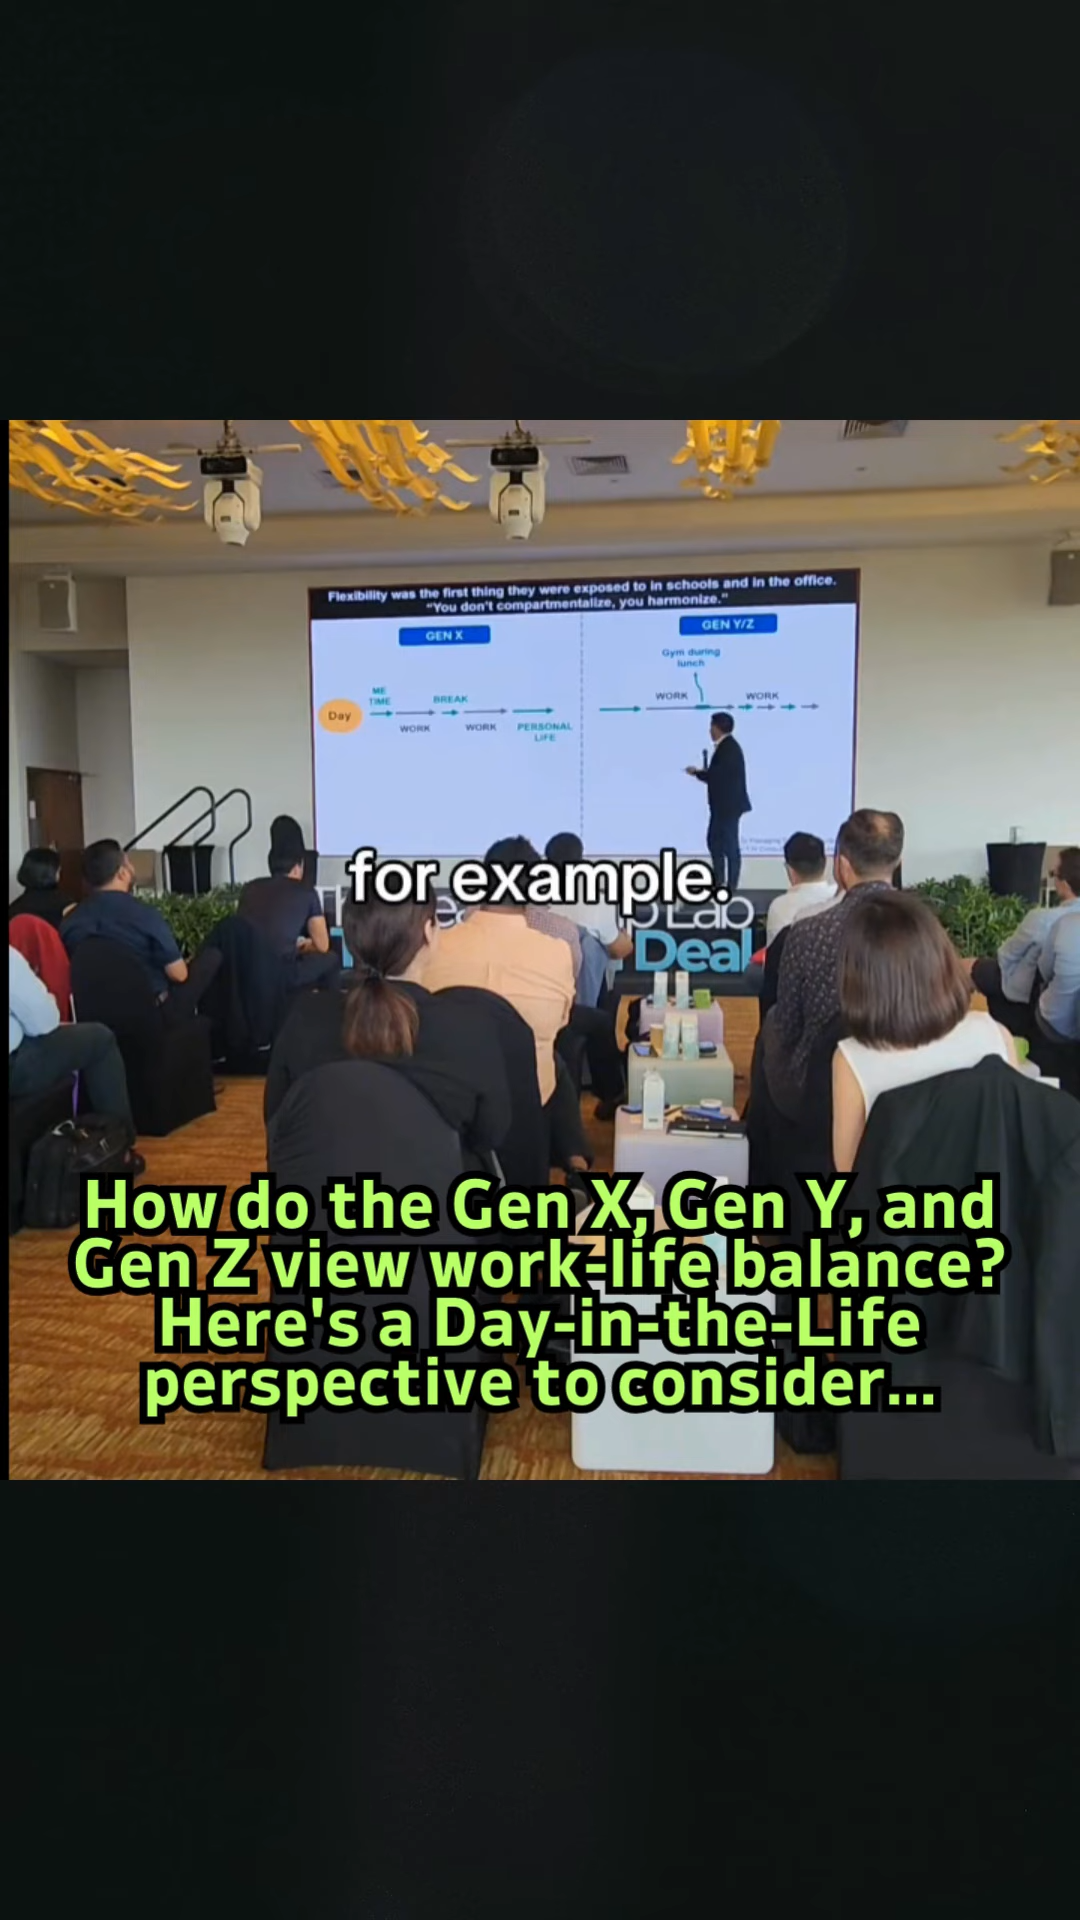 Flexibility was the first thing they were exposed to in schools and in the office.
"You don't compartmentalize, you harmonize."
GEN X
GEN Y/Z
Gym during
lunch
ME
TIME
BREAK
WORK
WORK
Day
WORK
WORK
PERSONAL
LIFE
for example.
Lab
Deal
How do the Gen X, Gen Y, and
Gen Z view work-life balance?
Here's a Day-in-the-Life
perspective to consider...